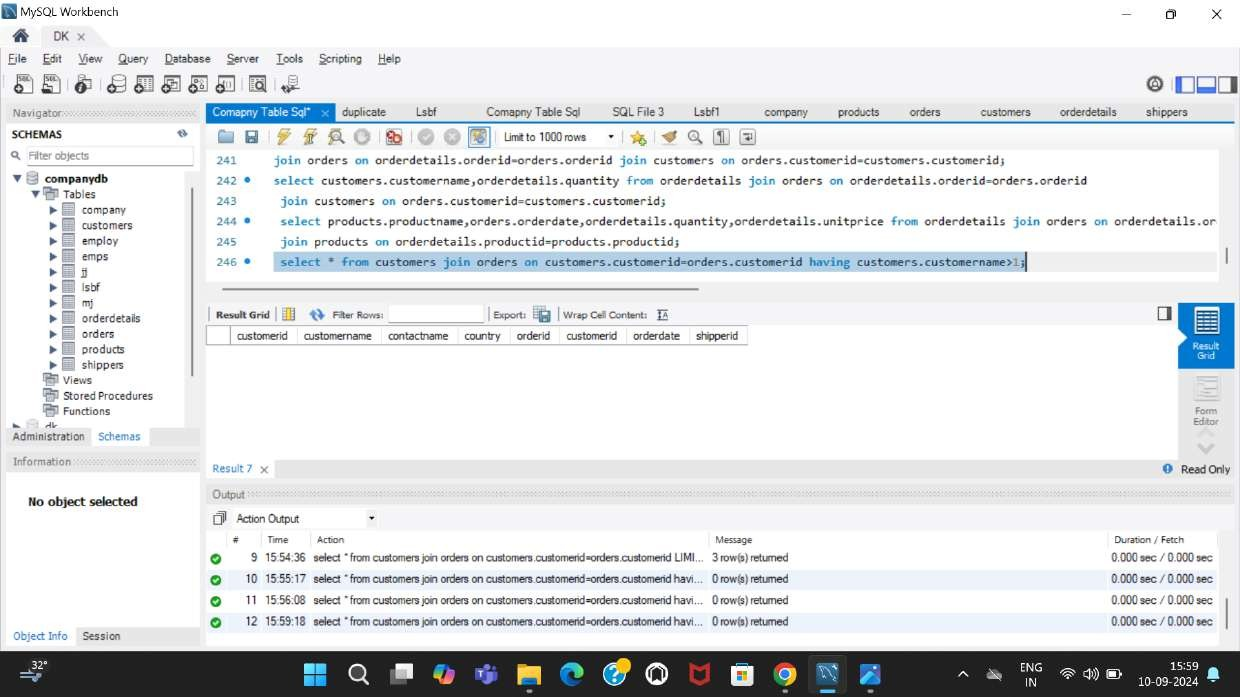 MySQL Workbench
DK
File Edit View Query Database Server Tools Scripting Help
Navigator
SCHEMAS
Filter objects
companydb
Tables
company
customers
employ
emps
jj
lsbf
mj
orderdetails
orders
products
shippers
Views
Stored Procedures
Functions
dk
Administration Schemas
Information
No object selected
Object Info Session
Comapny Table Sql* duplicate Lsbf Comapny Table Sql SQL File 3 Lsbf1 company products orders customers orderdetails shippers
Limit to 1000 rows
241 join orders on orderdetails.orderid=orders.orderid join customers on orders.customerid=customers.customerid;
242 select customers.customername,orderdetails.quantity from orderdetails join orders on orderdetails.orderid=orders.orderid
243 join customers on orders.customerid=customers.customerid;
244 select products.productname,orders.orderdate,orderdetails.quantity,orderdetails.unitprice from orderdetails join orders on orderdetails.or
245 join products on orderdetails.productid=products.productid;
246 select * from customers join orders on customers.customerid=orders.customerid having customers.customername>1;
Result Grid Filter Rows: Export: Wrap Cell Content:
customerid customername contactname country orderid customerid orderdate shipperid
Result Grid
Form Editor
Result 7
Read Only
Output
Action Output
# Time Action Message Duration / Fetch
9 15:54:36 select * from customers join orders on customers.customerid=orders.customerid LIMI... 3 row(s) returned 0.000 sec / 0.000 sec
10 15:55:17 select * from customers join orders on customers.customerid=orders.customerid havi... 0 row(s) returned 0.000 sec / 0.000 sec
11 15:56:08 select * from customers join orders on customers.customerid=orders.customerid havi... 0 row(s) returned 0.000 sec / 0.000 sec
12 15:59:18 select * from customers join orders on customers.customerid=orders.customerid havi... 0 row(s) returned 0.000 sec / 0.000 sec
32°
ENG
IN
15:59
10-09-2024